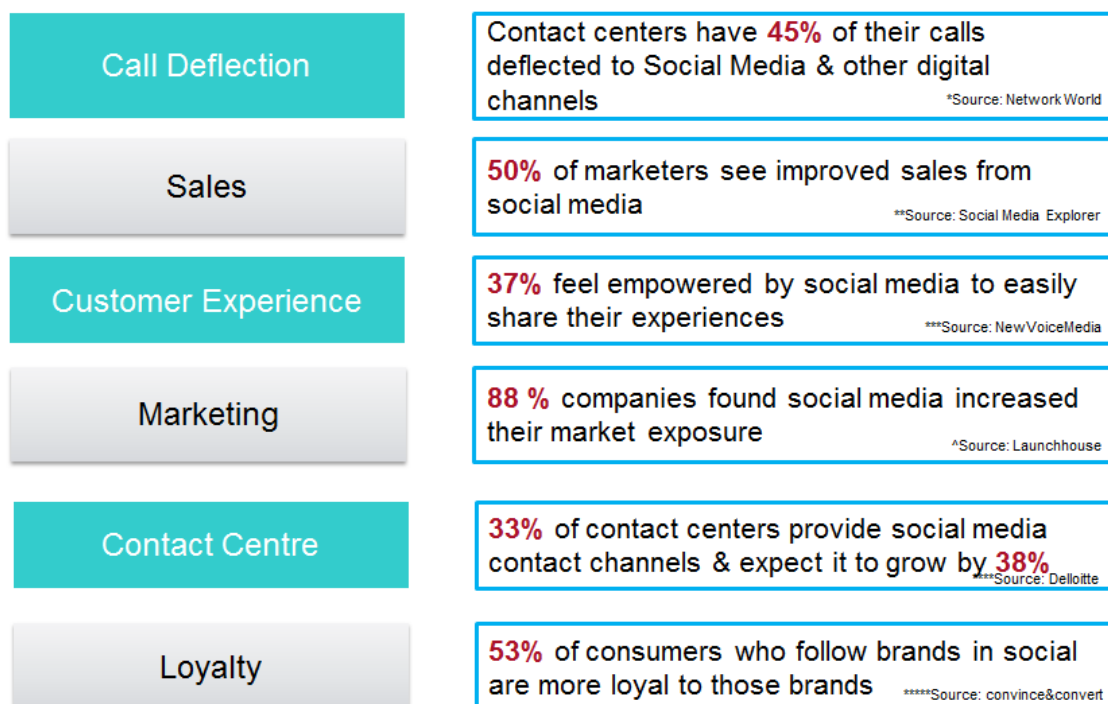 Call Deflection
Contact centers have 45% of their calls
deflected to Social Media & other digital
channels
*Source: Network World
Sales
50% of marketers see improved sales from
social media
**Source: Social Media Explorer
Customer Experience
37% feel empowered by social media to easily
share their experiences
***Source: NewVoiceMedia
Marketing
88 % companies found social media increased
their market exposure
^Source: Launchhouse
Contact Centre
33% of contact centers provide social media
contact channels & expect it to grow by 38%
****Source: Delloitte
Loyalty
53% of consumers who follow brands in social
are more loyal to those brands
*****Source: convince&convert